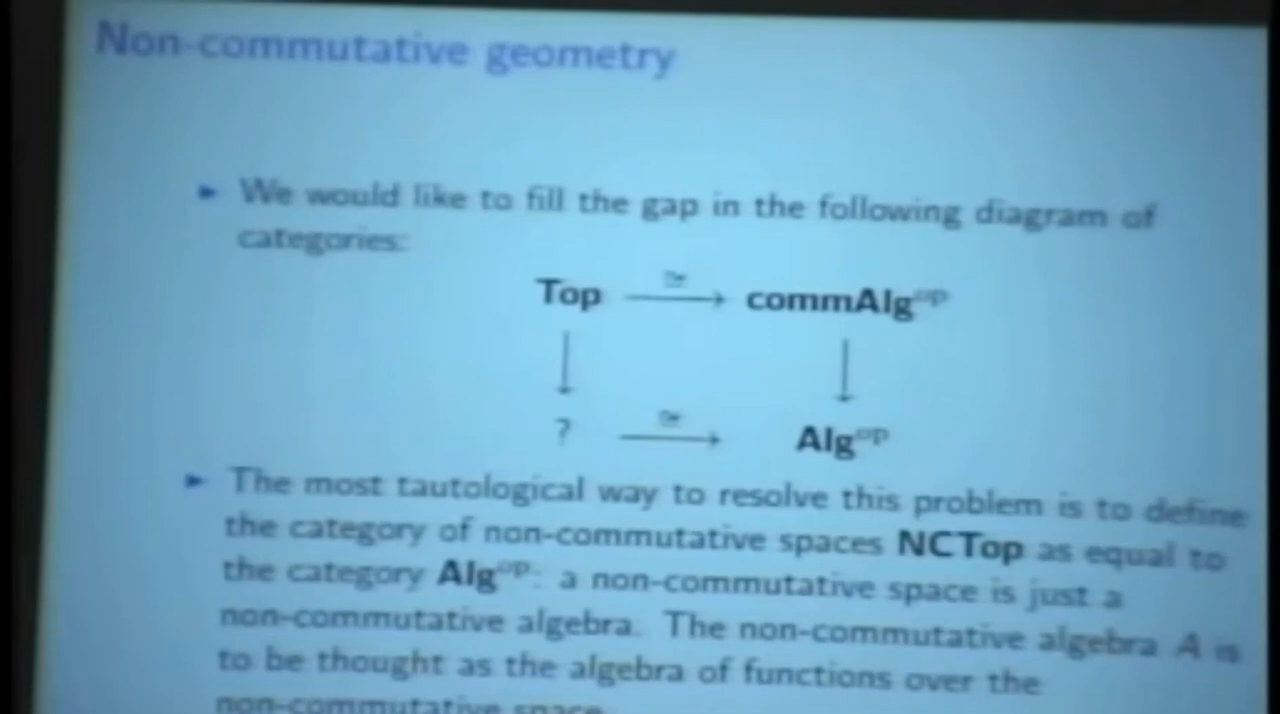 Non-commutative geometry
► We would like to fill the gap in the following diagram of
categories:
≅
Top ⟶ commAlg^op
↓ ↓
≅
? ⟶ Alg^op
► The most tautological way to resolve this problem is to define
the category of non-commutative spaces NCTop as equal to
the category Alg^op: a non-commutative space is just a
non-commutative algebra. The non-commutative algebra A is
to be thought as the algebra of functions over the
non-commutative space.